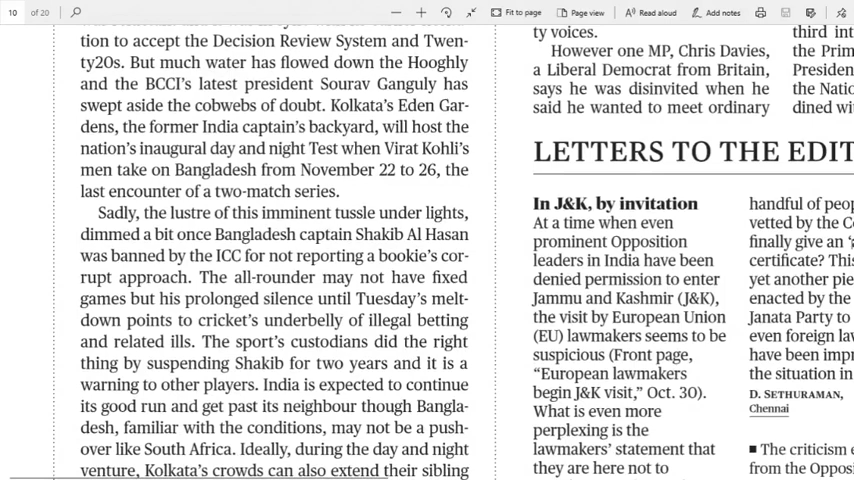 10 of 20
Fit to page
Page view
Read aloud
Add notes
tion to accept the Decision Review System and Twen-
ty20s. But much water has flowed down the Hooghly
and the BCCI's latest president Sourav Ganguly has
swept aside the cobwebs of doubt. Kolkata's Eden Gar-
dens, the former India captain's backyard, will host the
nation's inaugural day and night Test when Virat Kohli's
men take on Bangladesh from November 22 to 26, the
last encounter of a two-match series.
Sadly, the lustre of this imminent tussle under lights,
dimmed a bit once Bangladesh captain Shakib Al Hasan
was banned by the ICC for not reporting a bookie's cor-
rupt approach. The all-rounder may not have fixed
games but his prolonged silence until Tuesday's melt-
down points to cricket's underbelly of illegal betting
and related ills. The sport's custodians did the right
thing by suspending Shakib for two years and it is a
warning to other players. India is expected to continue
its good run and get past its neighbour though Bangla-
desh, familiar with the conditions, may not be a push-
over like South Africa. Ideally, during the day and night
venture, Kolkata's crowds can also extend their sibling
ty voices.
However one MP, Chris Davies,
a Liberal Democrat from Britain,
says he was disinvited when he
said he wanted to meet ordinary
third int
the Prim
President
the Natio
dined wi
LETTERS TO THE EDIT
In J&K, by invitation
At a time when even
prominent Opposition
leaders in India have been
denied permission to enter
Jammu and Kashmir (J&K),
the visit by European Union
(EU) lawmakers seems to be
suspicious (Front page,
"European lawmakers
begin J&K visit," Oct. 30).
What is even more
perplexing is the
lawmakers' statement that
they are here not to
handful of peop
vetted by the Ce
finally give an 'g
certificate? This
yet another pie
enacted by the
Janata Party to
even foreign law
have been impr
the situation in
D. SETHURAMAN,
Chennai
■ The criticism e
from the Opposi